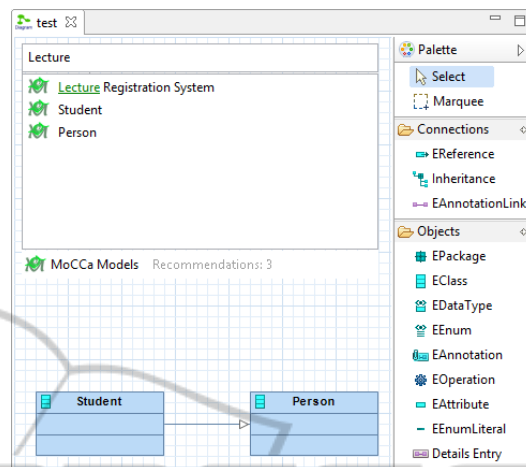 test
Lecture
Lecture Registration System
Student
Person
MoCCa Models Recommendations: 3
Student
Person
Palette
Select
Marquee
Connections
EReference
Inheritance
EAnnotationLink
Objects
EPackage
EClass
EDataType
EEnum
EAnnotation
EOperation
EAttribute
EEnumLiteral
Details Entry